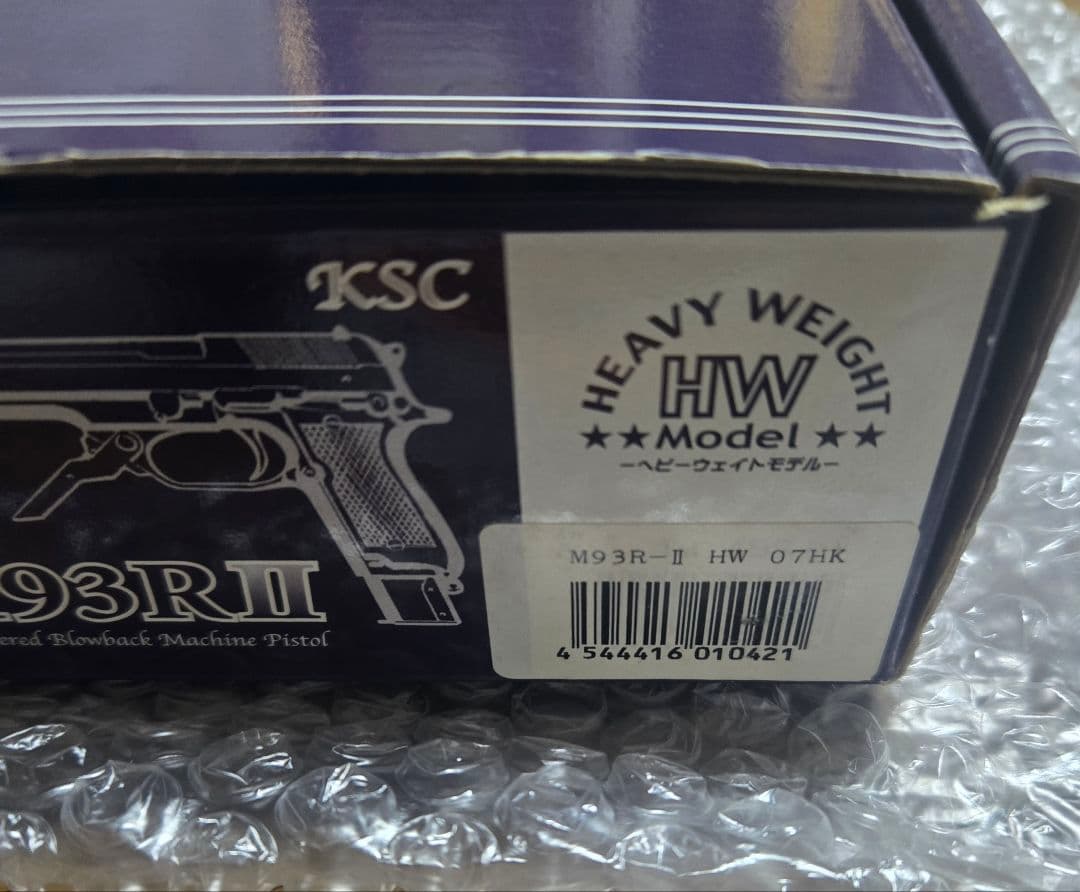 KSC
HEAVY WEIGHT
HW
★★Model ★★
ーヘビーウェイトモデルー
93RⅡ
Blowback Machine Pistol
M93R-Ⅱ HW 07HK
4 544416 010421